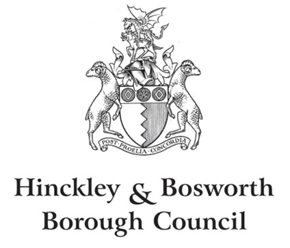 POST PROELIA CONCORDIA
Hinckley & Bosworth
Borough Council